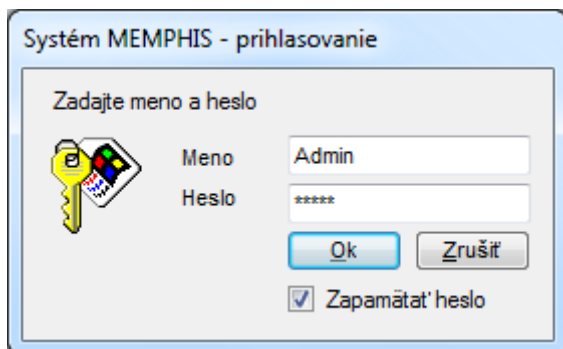 Systém MEMPHIS - prihlasovanie
Zadajte meno a heslo
Meno
Admin
Heslo
*****
Ok
Zrušiť
Zapamätať heslo